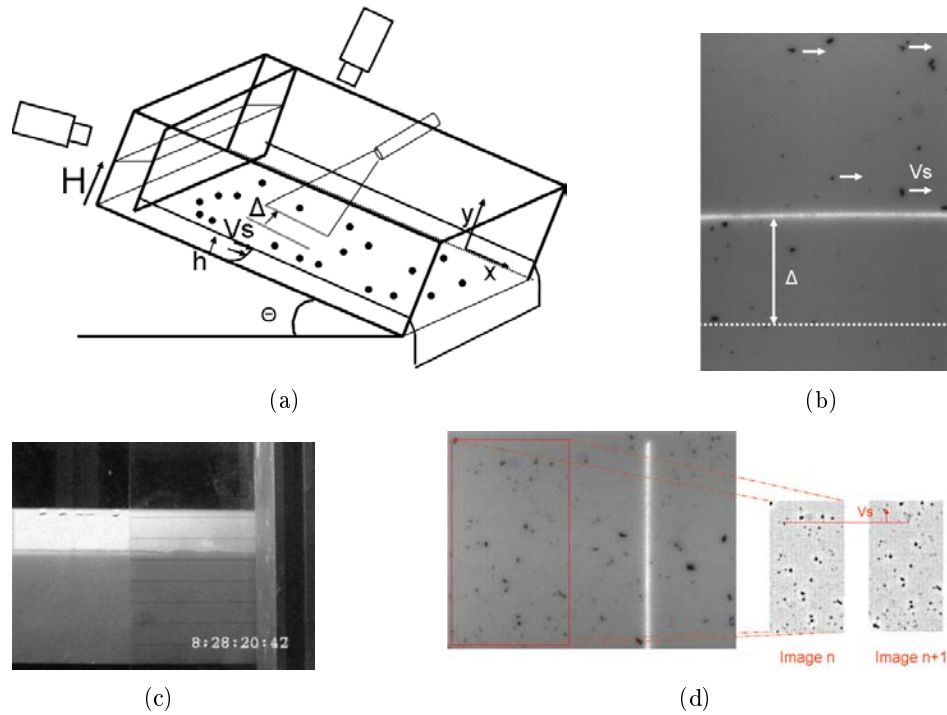 H
Δ
Vs
h
y
x
Θ
(a)
Vs
Δ
(b)
8:28:20:42
(c)
Vs
Image n
Image n+1
(d)